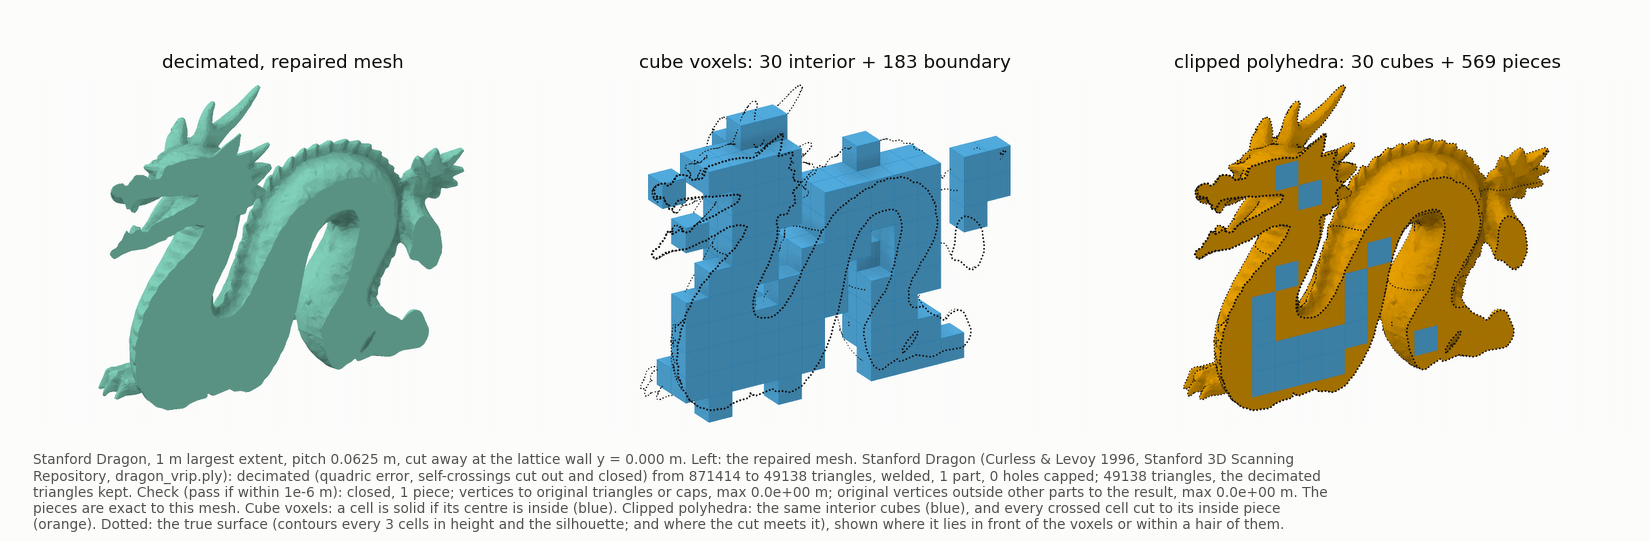 decimated, repaired mesh
cube voxels: 30 interior + 183 boundary
clipped polyhedra: 30 cubes + 569 pieces
Stanford Dragon, 1 m largest extent, pitch 0.0625 m, cut away at the lattice wall y = 0.000 m. Left: the repaired mesh. Stanford Dragon (Curless & Levoy 1996, Stanford 3D Scanning
Repository, dragon_vrip.ply): decimated (quadric error, self-crossings cut out and closed) from 871414 to 49138 triangles, welded, 1 part, 0 holes capped; 49138 triangles, the decimated
triangles kept. Check (pass if within 1e-6 m): closed, 1 piece; vertices to original triangles or caps, max 0.0e+00 m; original vertices outside other parts to the result, max 0.0e+00 m. The
pieces are exact to this mesh. Cube voxels: a cell is solid if its centre is inside (blue). Clipped polyhedra: the same interior cubes (blue), and every crossed cell cut to its inside piece
(orange). Dotted: the true surface (contours every 3 cells in height and the silhouette; and where the cut meets it), shown where it lies in front of the voxels or within a hair of them.